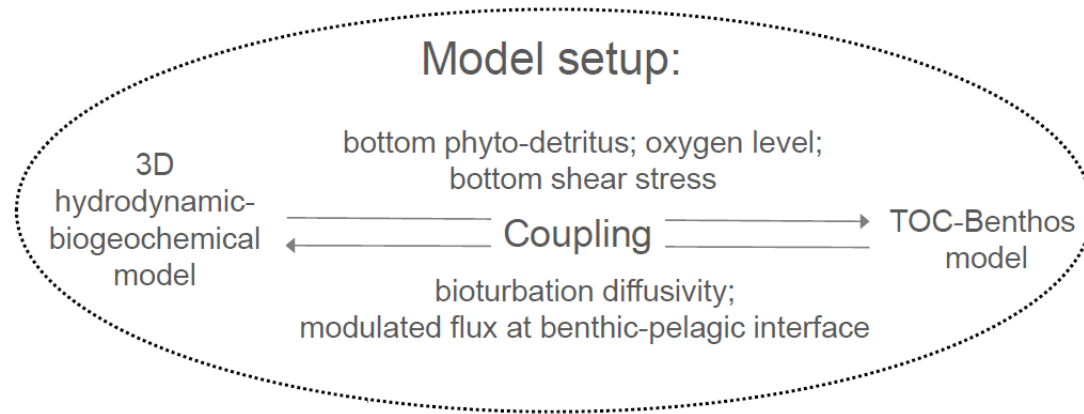 Model setup:
bottom phyto-detritus; oxygen level;
bottom shear stress
3D
hydrodynamic-
biogeochemical
model
Coupling
TOC-Benthos
model
bioturbation diffusivity;
modulated flux at benthic-pelagic interface